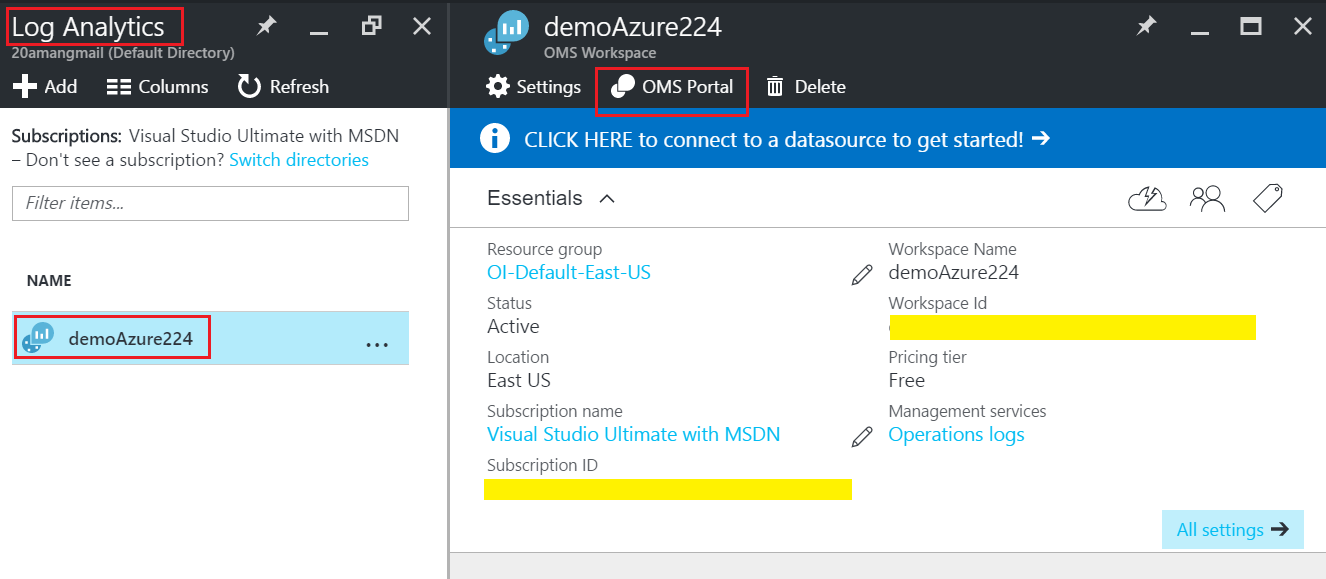 Log Analytics
20amangmail (Default Directory)
Add Columns Refresh
Subscriptions: Visual Studio Ultimate with MSDN
– Don't see a subscription? Switch directories
Filter items...
NAME
demoAzure224 ...
demoAzure224
OMS Workspace
Settings OMS Portal Delete
CLICK HERE to connect to a datasource to get started! →
Essentials
Resource group
OI-Default-East-US
Status
Active
Location
East US
Subscription name
Visual Studio Ultimate with MSDN
Subscription ID
Workspace Name
demoAzure224
Workspace Id
Pricing tier
Free
Management services
Operations logs
All settings →